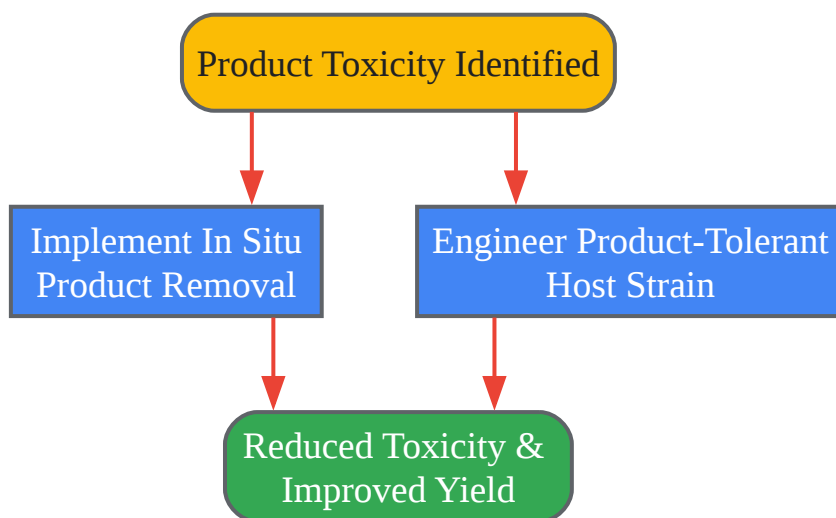 Product Toxicity Identified
Implement In Situ
Product Removal
Engineer Product-Tolerant
Host Strain
Reduced Toxicity &
Improved Yield